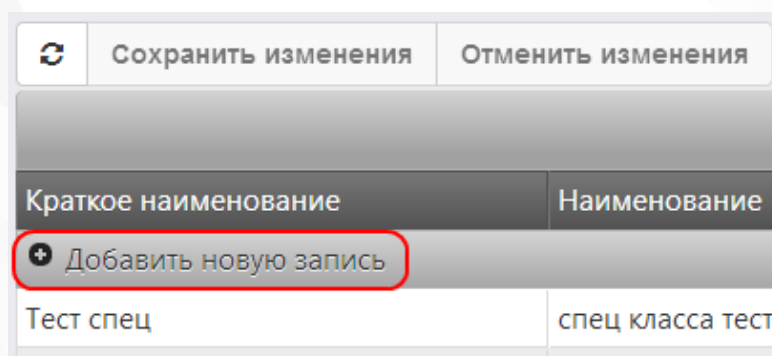 Сохранить изменения Отменить изменения
Краткое наименование Наименование
Добавить новую запись
Тест спец спец класса тест